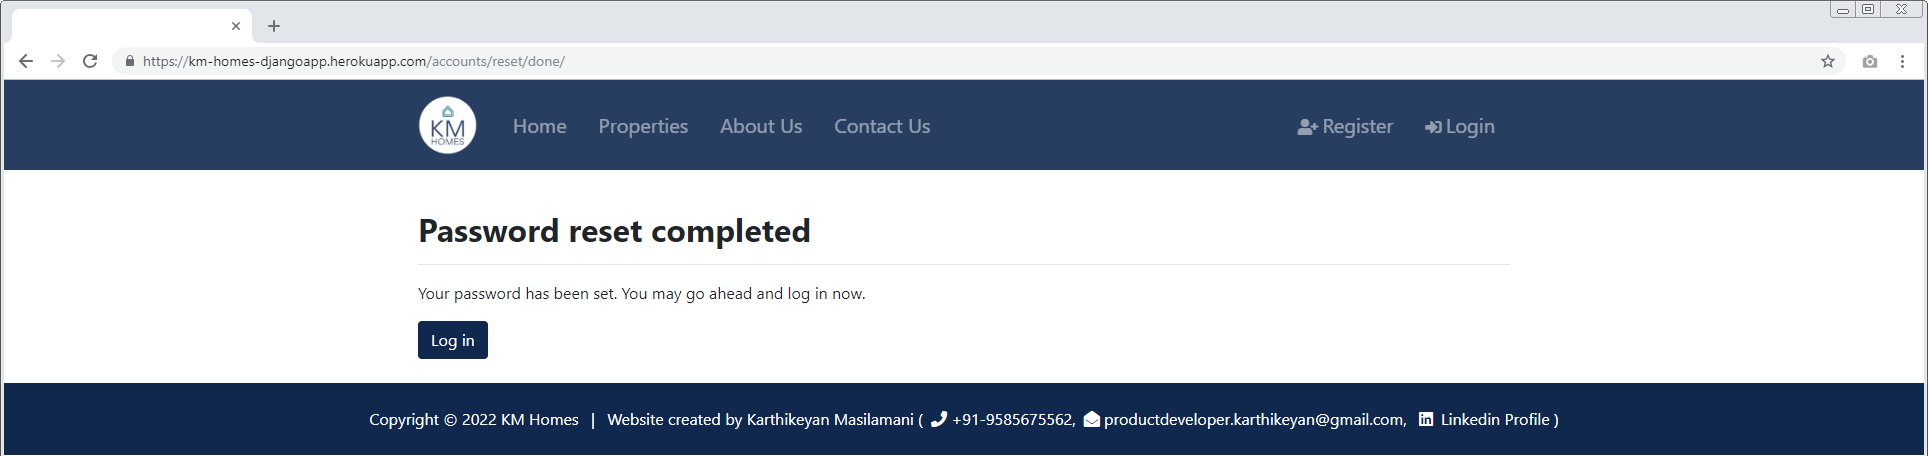 https://km-homes-djangoapp.herokuapp.com/accounts/reset/done/
KM
HOMES
Home Properties About Us Contact Us Register Login
Password reset completed
Your password has been set. You may go ahead and log in now.
Log in
Copyright © 2022 KM Homes | Website created by Karthikeyan Masilamani ( +91-9585675562, productdeveloper.karthikeyan@gmail.com, Linkedin Profile )